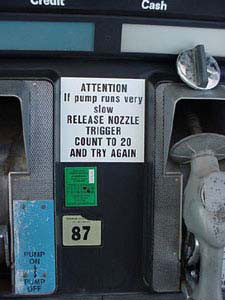 Credit
Cash
ATTENTION
If pump runs very
slow
RELEASE NOZZLE
TRIGGER
COUNT TO 20
AND TRY AGAIN
87
PUMP
ON
PUMP
OFF